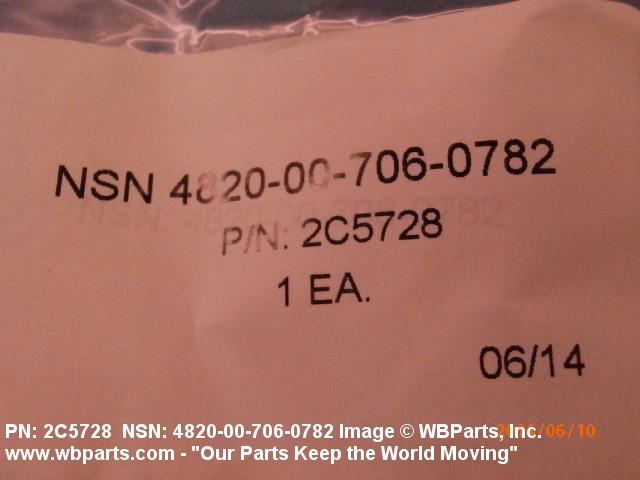 NSN 4820-00-706-0782
P/N: 2C5728
1 EA.
06/14
PN: 2C5728 NSN: 4820-00-706-0782 Image © WBParts, Inc.
www.wbparts.com - "Our Parts Keep the World Moving"